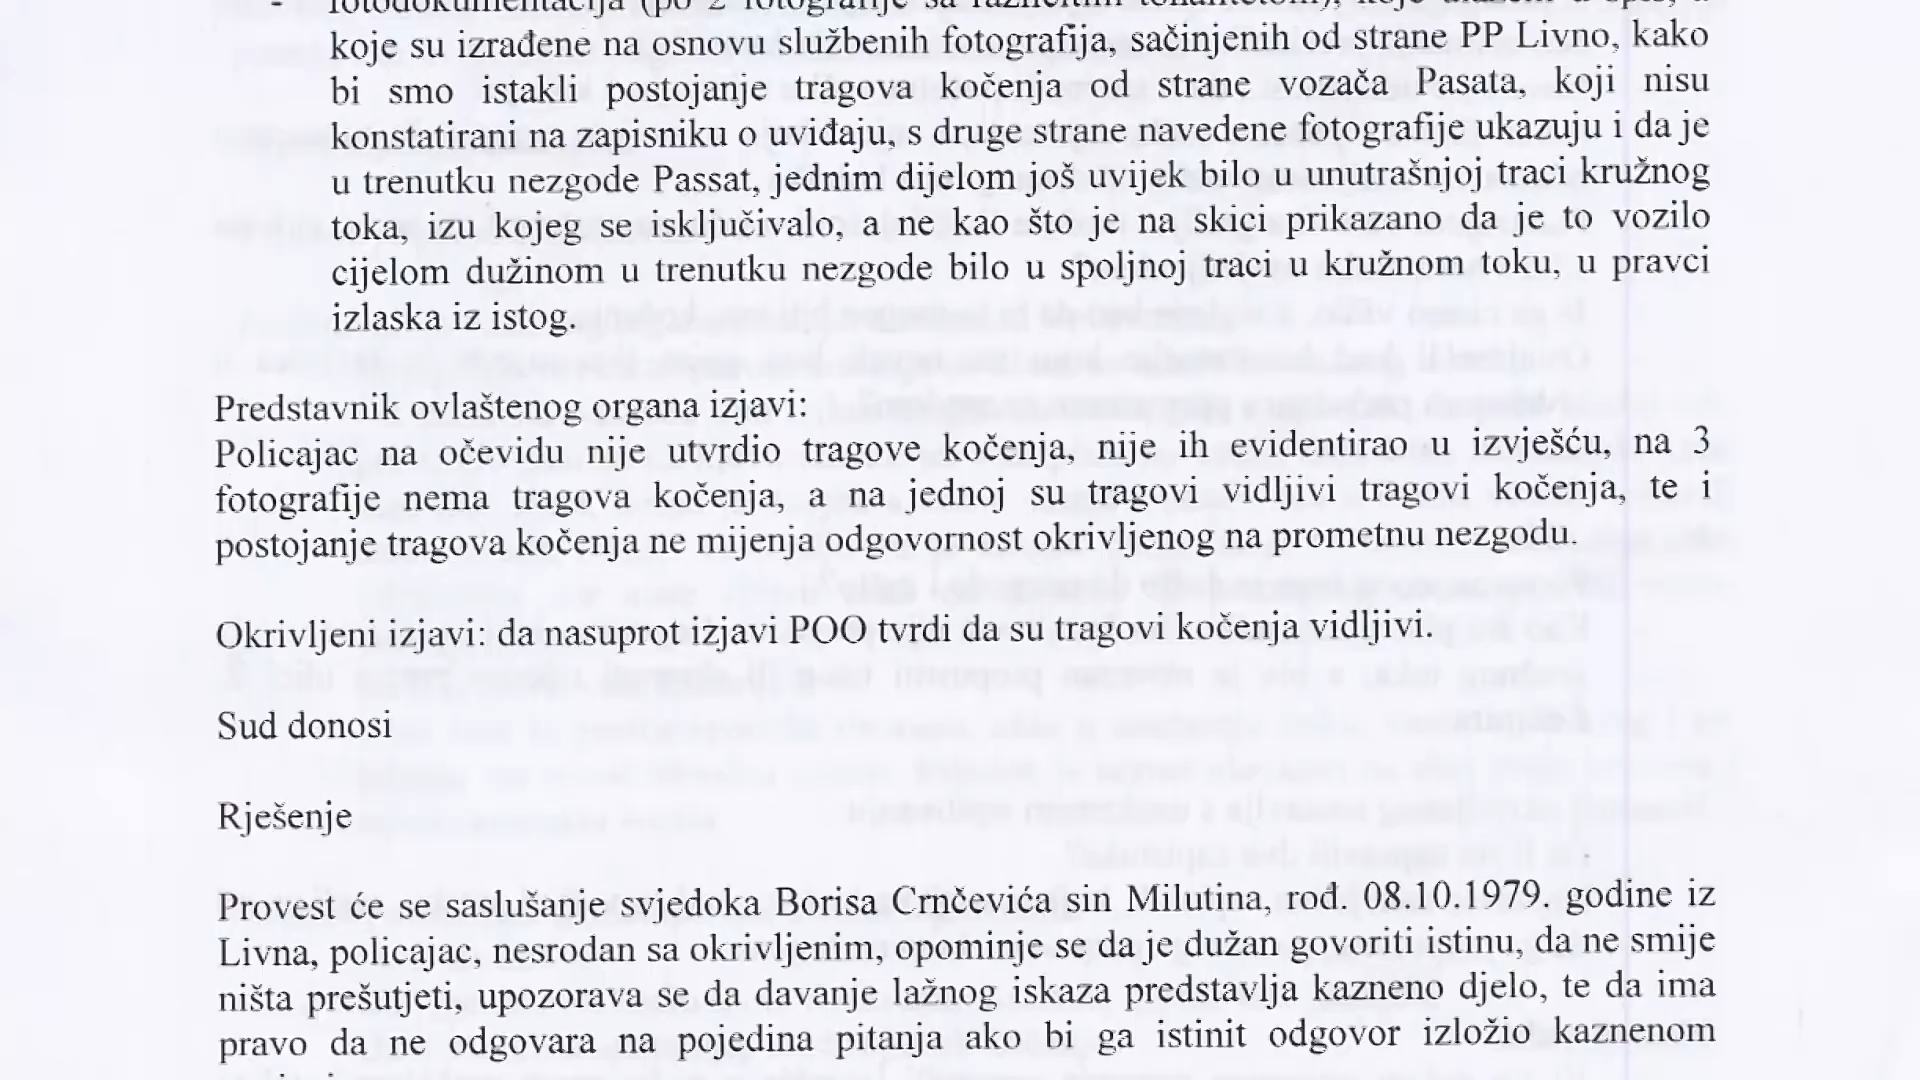 - fotodokumentacija (po 2 fotografije sa različitim tonalitetom), koje ulažem u spis, a
koje su izrađene na osnovu službenih fotografija, sačinjenih od strane PP Livno, kako
bi smo istakli postojanje tragova kočenja od strane vozača Pasata, koji nisu
konstatirani na zapisniku o uviđaju, s druge strane navedene fotografije ukazuju i da je
u trenutku nezgode Passat, jednim dijelom još uvijek bilo u unutrašnjoj traci kružnog
toka, izu kojeg se isključivalo, a ne kao što je na skici prikazano da je to vozilo
cijelom dužinom u trenutku nezgode bilo u spoljnoj traci u kružnom toku, u pravci
izlaska iz istog.
Predstavnik ovlaštenog organa izjavi:
Policajac na očevidu nije utvrdio tragove kočenja, nije ih evidentirao u izvješću, na 3
fotografije nema tragova kočenja, a na jednoj su tragovi vidljivi tragovi kočenja, te i
postojanje tragova kočenja ne mijenja odgovornost okrivljenog na prometnu nezgodu.
Okrivljeni izjavi: da nasuprot izjavi POO tvrdi da su tragovi kočenja vidljivi.
Sud donosi
Rješenje
Provest će se saslušanje svjedoka Borisa Crnčevića sin Milutina, rođ. 08.10.1979. godine iz
Livna, policajac, nesrodan sa okrivljenim, opominje se da je dužan govoriti istinu, da ne smije
ništa prešutjeti, upozorava se da davanje lažnog iskaza predstavlja kazneno djelo, te da ima
pravo da ne odgovara na pojedina pitanja ako bi ga istinit odgovor izložio kaznenom